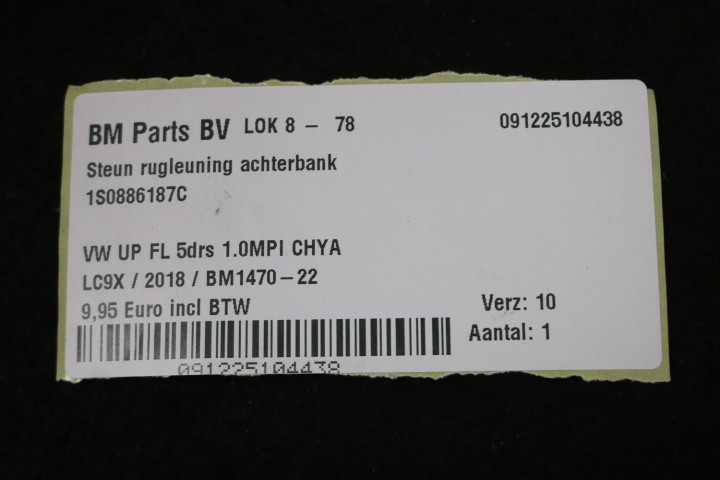 BM Parts BV LOK 8 - 78 091225104438
Steun rugleuning achterbank
1S0886187C
VW UP FL 5drs 1.0MPI CHYA
LC9X / 2018 / BM1470-22
9,95 Euro incl BTW Verz: 10
Aantal: 1
091225104438